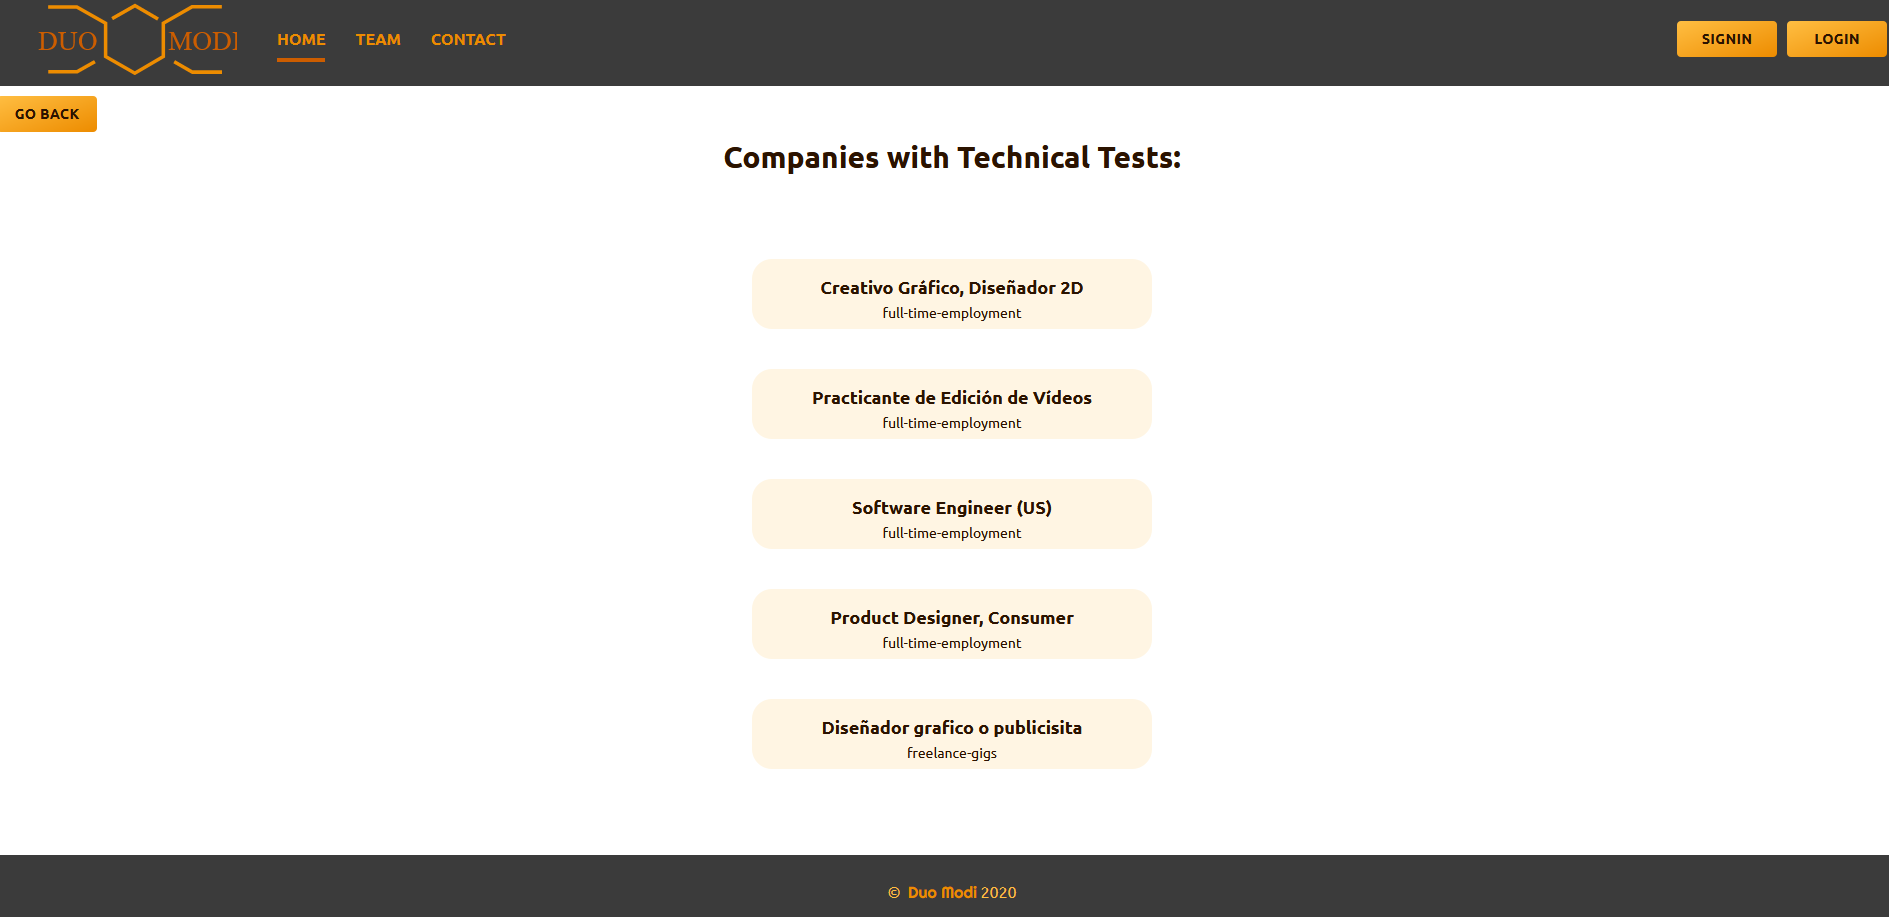 DUO MODI
HOME TEAM CONTACT
SIGNIN LOGIN
GO BACK
Companies with Technical Tests:
Creativo Gráfico, Diseñador 2D
full-time-employment
Practicante de Edición de Vídeos
full-time-employment
Software Engineer (US)
full-time-employment
Product Designer, Consumer
full-time-employment
Diseñador grafico o publicisita
freelance-gigs
© Duo Modi 2020